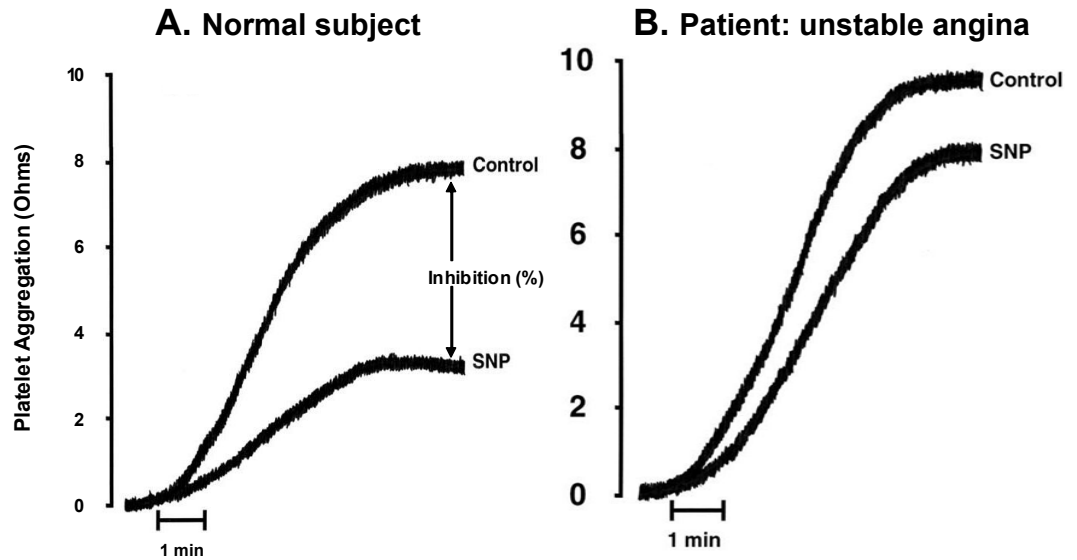 A. Normal subject
B. Patient: unstable angina
Platelet Aggregation (Ohms)
10
8
6
4
2
0
Control
Inhibition (%)
SNP
1 min
10
8
6
4
2
0
Control
SNP
1 min